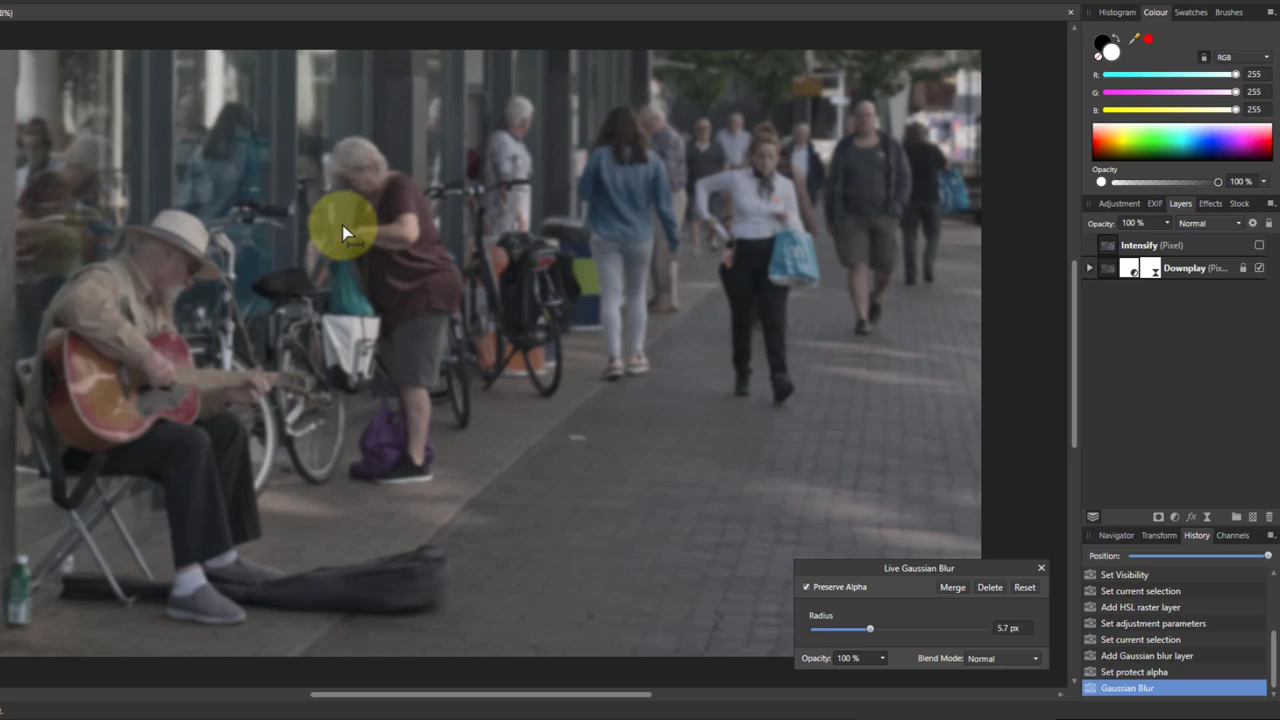 8%)
Histogram Colour Swatches Brushes
RGB
R: 255
G: 255
B: 255
Opacity
100 %
Adjustment EXIF Layers Effects Stock
Opacity: 100 % Normal
Intensify (Pixel)
Downplay (Pix...
fx
Navigator Transform History Channels
Position:
Set Visibility
Set current selection
Add HSL raster layer
Set adjustment parameters
Set current selection
Add Gaussian blur layer
Set protect alpha
Gaussian Blur
Live Gaussian Blur
Preserve Alpha Merge Delete Reset
Radius
5.7 px
Opacity: 100 % Blend Mode: Normal